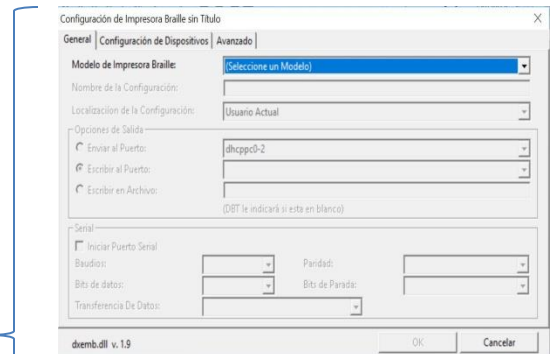 Configuración de Impresora Braille sin Título
General Configuración de Dispositivos Avanzado
Modelo de Impresora Braille: (Seleccione un Modelo)
Nombre de la Configuración:
Localizaciíon de la Configuración: Usuario Actual
Opciones de Salida
Enviar al Puerto: dhcppc0-2
Escribir al Puerto:
Escribir en Archivo:
(DBT le indicará si esta en blanco)
Serial
Iniciar Puerto Serial
Baudios: Paridad:
Bits de datos: Bits de Parada:
Transferencia De Datos:
dxemb.dll v. 1.9 OK Cancelar